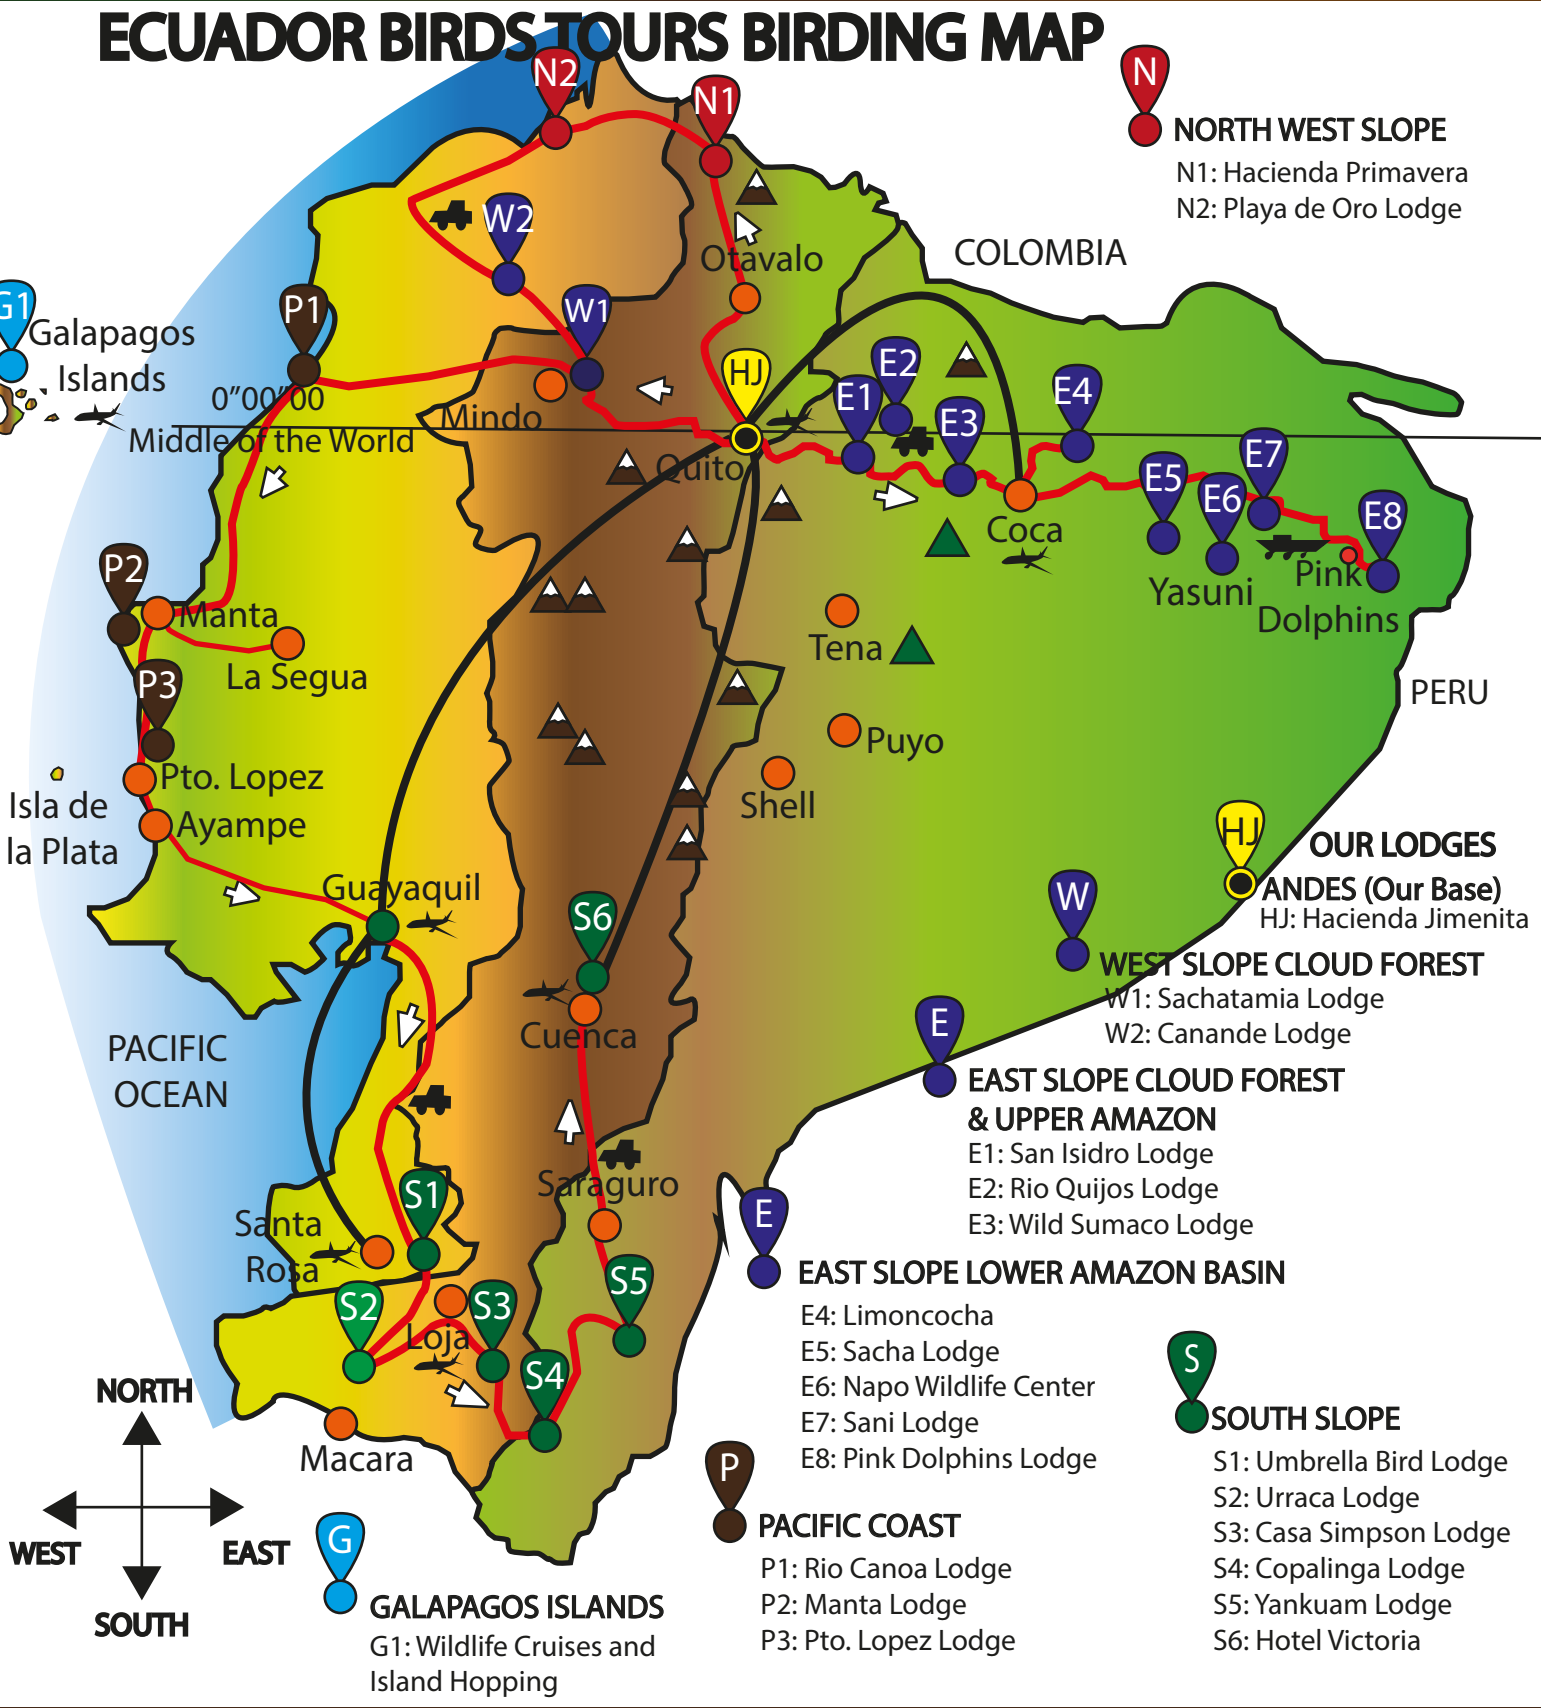 ECUADOR BIRDS TOURS BIRDING MAP
N
NORTH WEST SLOPE
N1: Hacienda Primavera
N2: Playa de Oro Lodge
N2
N1
W2
Otavalo
COLOMBIA
G1
Galapagos
Islands
P1
W1
HJ
E1
E2
E3
E4
0"00"00
Mindo
Middle of the World
Quito
E5
E6
E7
E8
Coca
Yasuni
Pink
Dolphins
P2
Manta
La Segua
Tena
P3
PERU
Puyo
Pto. Lopez
Shell
Isla de
la Plata
Ayampe
Guayaquil
S6
Cuenca
HJ
OUR LODGES
ANDES (Our Base)
HJ: Hacienda Jimenita
W
WEST SLOPE CLOUD FOREST
W1: Sachatamia Lodge
W2: Canande Lodge
PACIFIC
OCEAN
E
EAST SLOPE CLOUD FOREST
& UPPER AMAZON
E1: San Isidro Lodge
E2: Rio Quijos Lodge
E3: Wild Sumaco Lodge
Saraguro
S1
Santa
Rosa
S2
Loja
S3
S4
S5
Macara
E
EAST SLOPE LOWER AMAZON BASIN
E4: Limoncocha
E5: Sacha Lodge
E6: Napo Wildlife Center
E7: Sani Lodge
E8: Pink Dolphins Lodge
S
SOUTH SLOPE
S1: Umbrella Bird Lodge
S2: Urraca Lodge
S3: Casa Simpson Lodge
S4: Copalinga Lodge
S5: Yankuam Lodge
S6: Hotel Victoria
P
PACIFIC COAST
P1: Rio Canoa Lodge
P2: Manta Lodge
P3: Pto. Lopez Lodge
NORTH
WEST
EAST
SOUTH
G
GALAPAGOS ISLANDS
G1: Wildlife Cruises and
Island Hopping